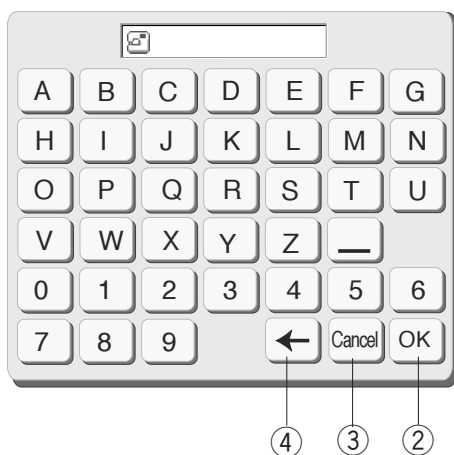 A B C D E F G
H I J K L M N
O P Q R S T U
V W X Y Z _
0 1 2 3 4 5 6
7 8 9 ← Cancel OK
④ ③ ②